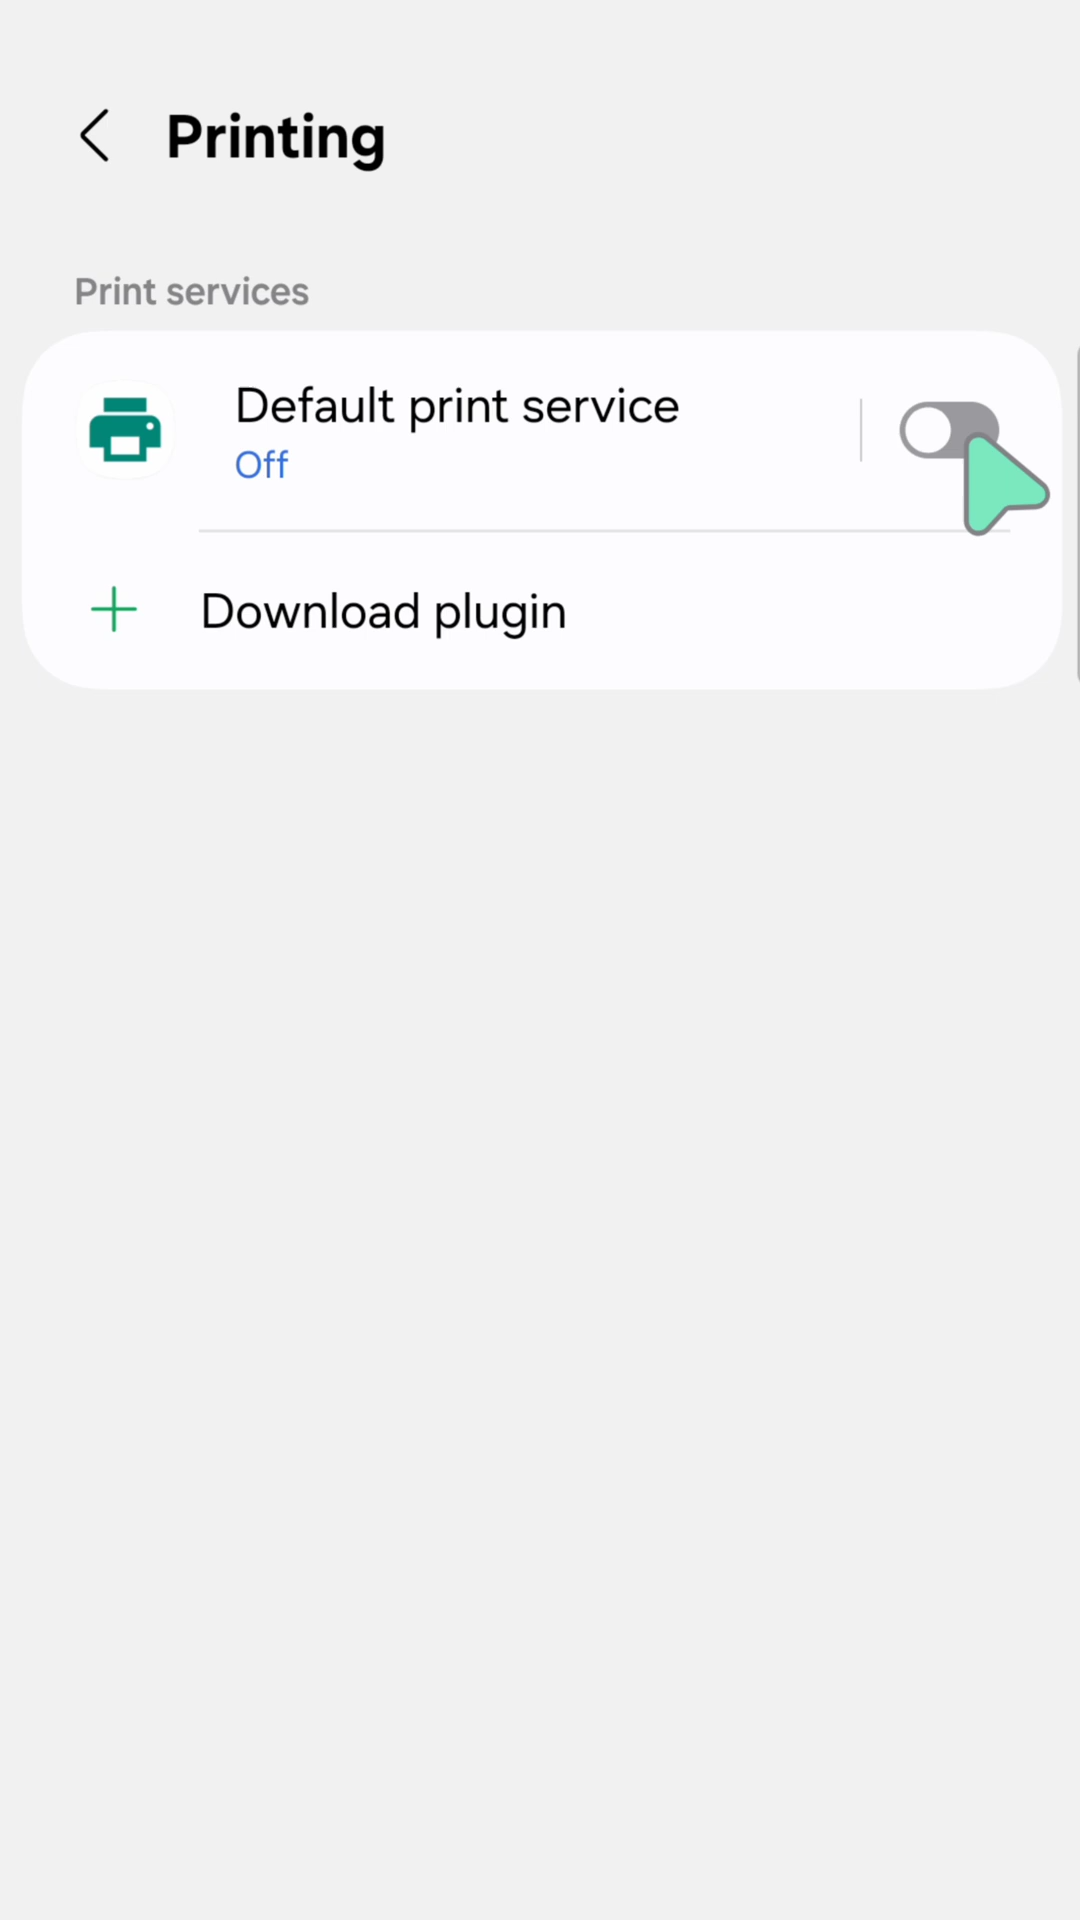 Printing
Print services
Default print service
Off
Download plugin